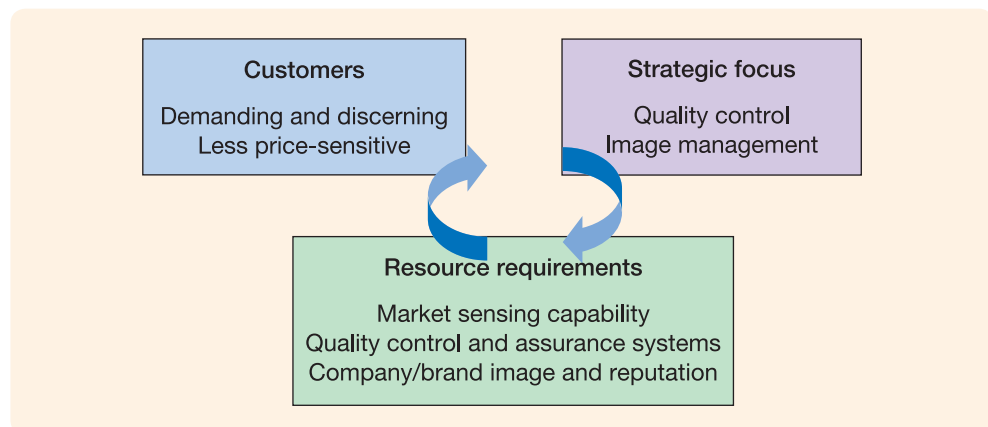 Customers
Demanding and discerning
Less price-sensitive
Strategic focus
Quality control
Image management
Resource requirements
Market sensing capability
Quality control and assurance systems
Company/brand image and reputation